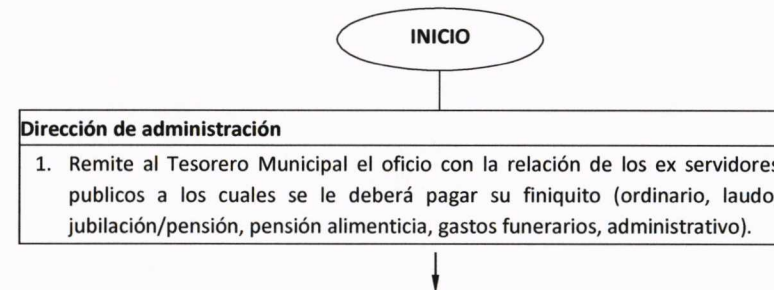 INICIO
Dirección de administración
1. Remite al Tesorero Municipal el oficio con la relación de los ex servidores
publicos a los cuales se le deberá pagar su finiquito (ordinario, laudo
jubilación/pensión, pensión alimenticia, gastos funerarios, administrativo).